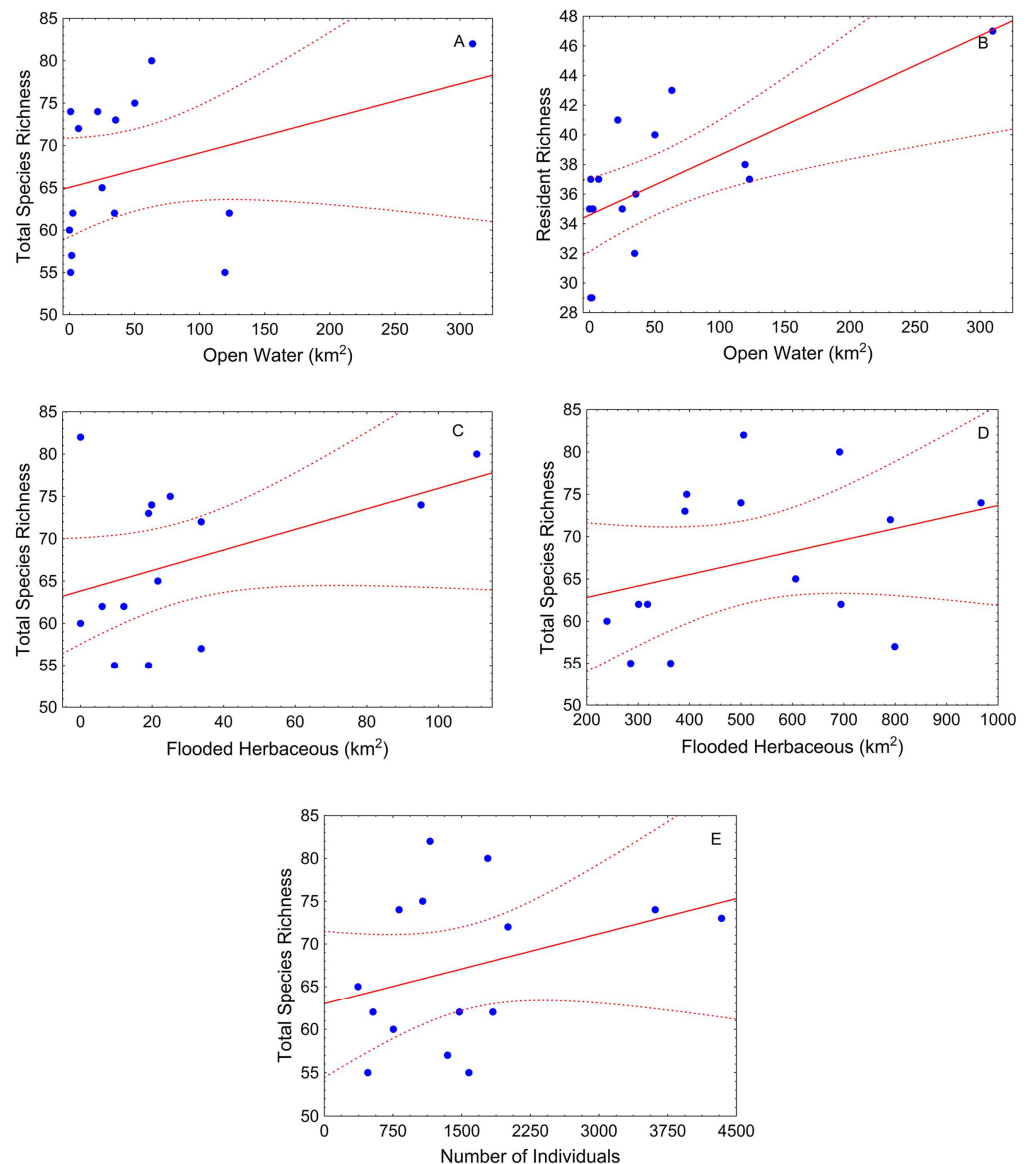 A
Total Species Richness
85
80
75
70
65
60
55
50
0 50 100 150 200 250 300
Open Water (km²)
B
Resident Richness
48
46
44
42
40
38
36
34
32
30
28
0 50 100 150 200 250 300
Open Water (km²)
C
Total Species Richness
85
80
75
70
65
60
55
50
0 20 40 60 80 100
Flooded Herbaceous (km²)
D
Total Species Richness
85
80
75
70
65
60
55
50
200 300 400 500 600 700 800 900 1000
Flooded Herbaceous (km²)
E
Total Species Richness
85
80
75
70
65
60
55
50
0 750 1500 2250 3000 3750 4500
Number of Individuals